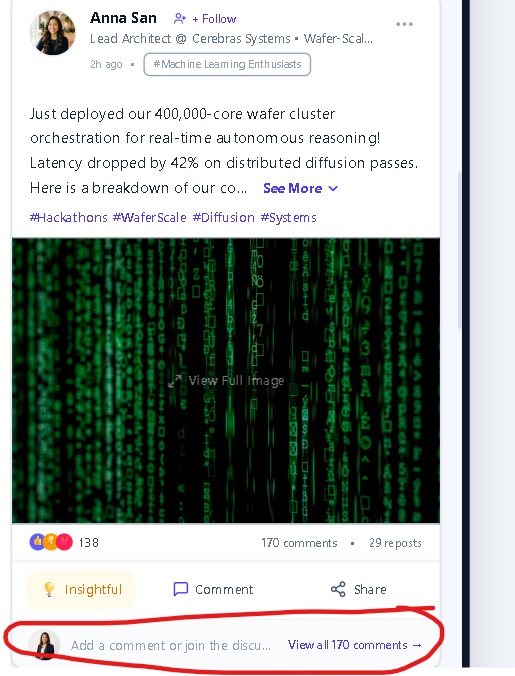 Anna San + Follow
Lead Architect @ Cerebras Systems • Wafer-Scal...
2h ago • #Machine Learning Enthusiasts
Just deployed our 400,000-core wafer cluster
orchestration for real-time autonomous reasoning!
Latency dropped by 42% on distributed diffusion passes.
Here is a breakdown of our co... See More
#Hackathons #WaferScale #Diffusion #Systems
View Full Image
138 170 comments • 29 reposts
Insightful Comment Share
Add a comment or join the discu... View all 170 comments →